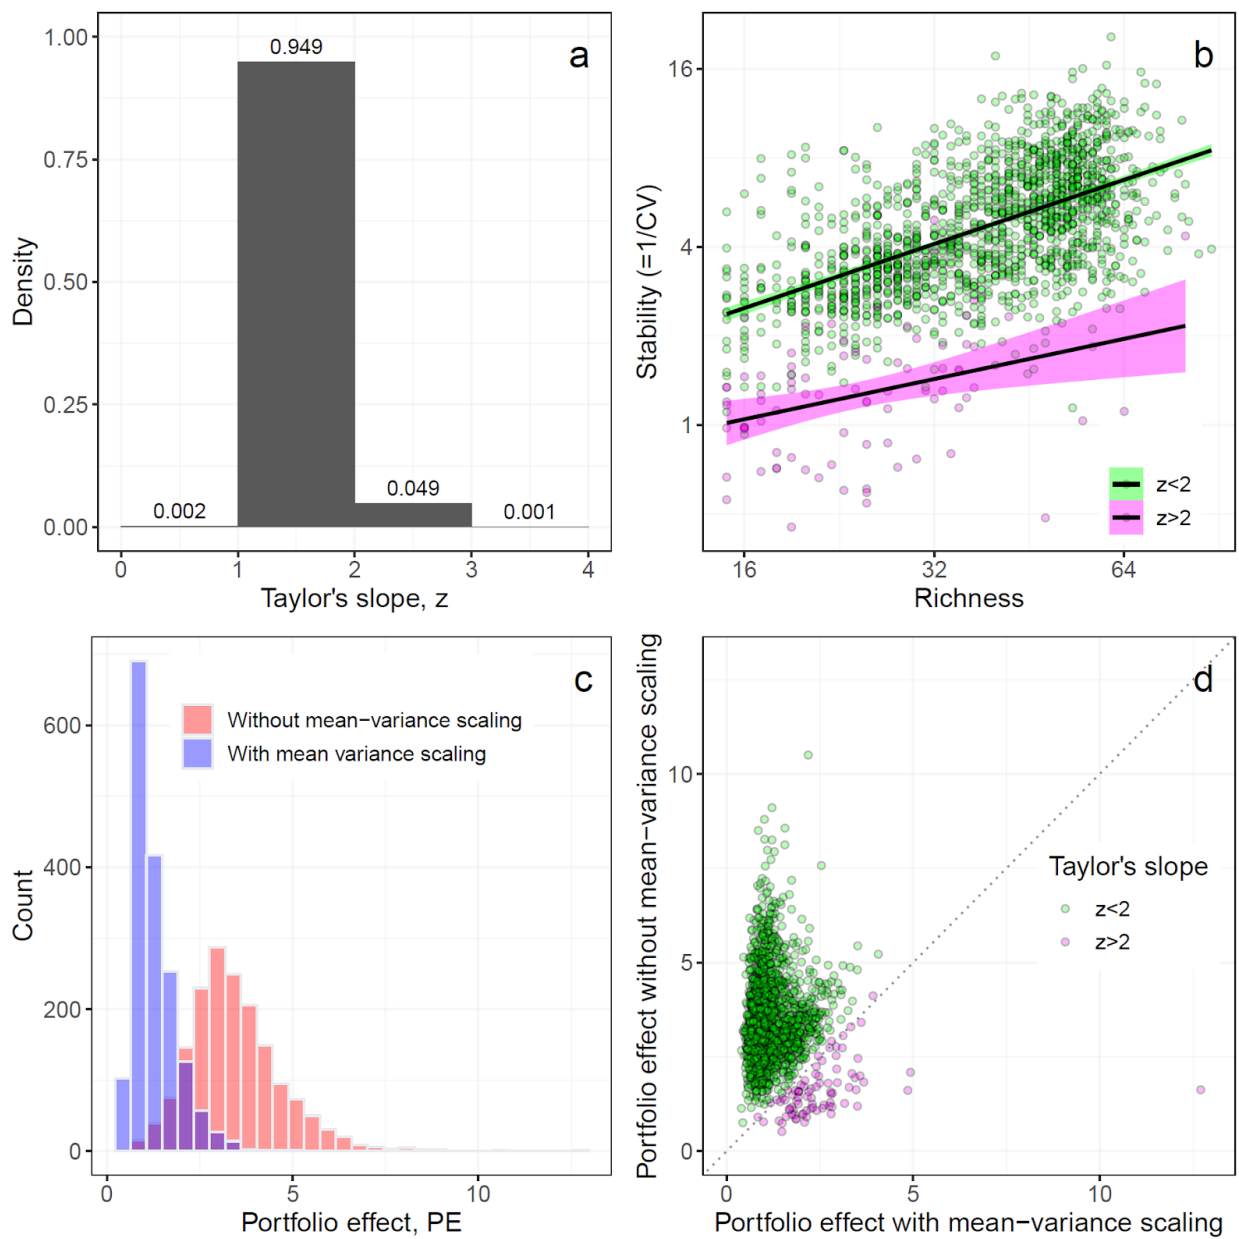 a
1.00
0.75
0.50
0.25
0.00
Density
0.949
0.049
0.002
0.001
0
1
2
3
4
Taylor's slope, z
b
16
4
1
Stability (=1/CV)
z<2
z>2
16
32
64
Richness
c
600
400
200
0
Count
Without mean−variance scaling
With mean variance scaling
0
5
10
Portfolio effect, PE
d
10
5
0
Portfolio effect without mean−variance scaling
Taylor's slope
z<2
z>2
0
5
10
Portfolio effect with mean−variance scaling